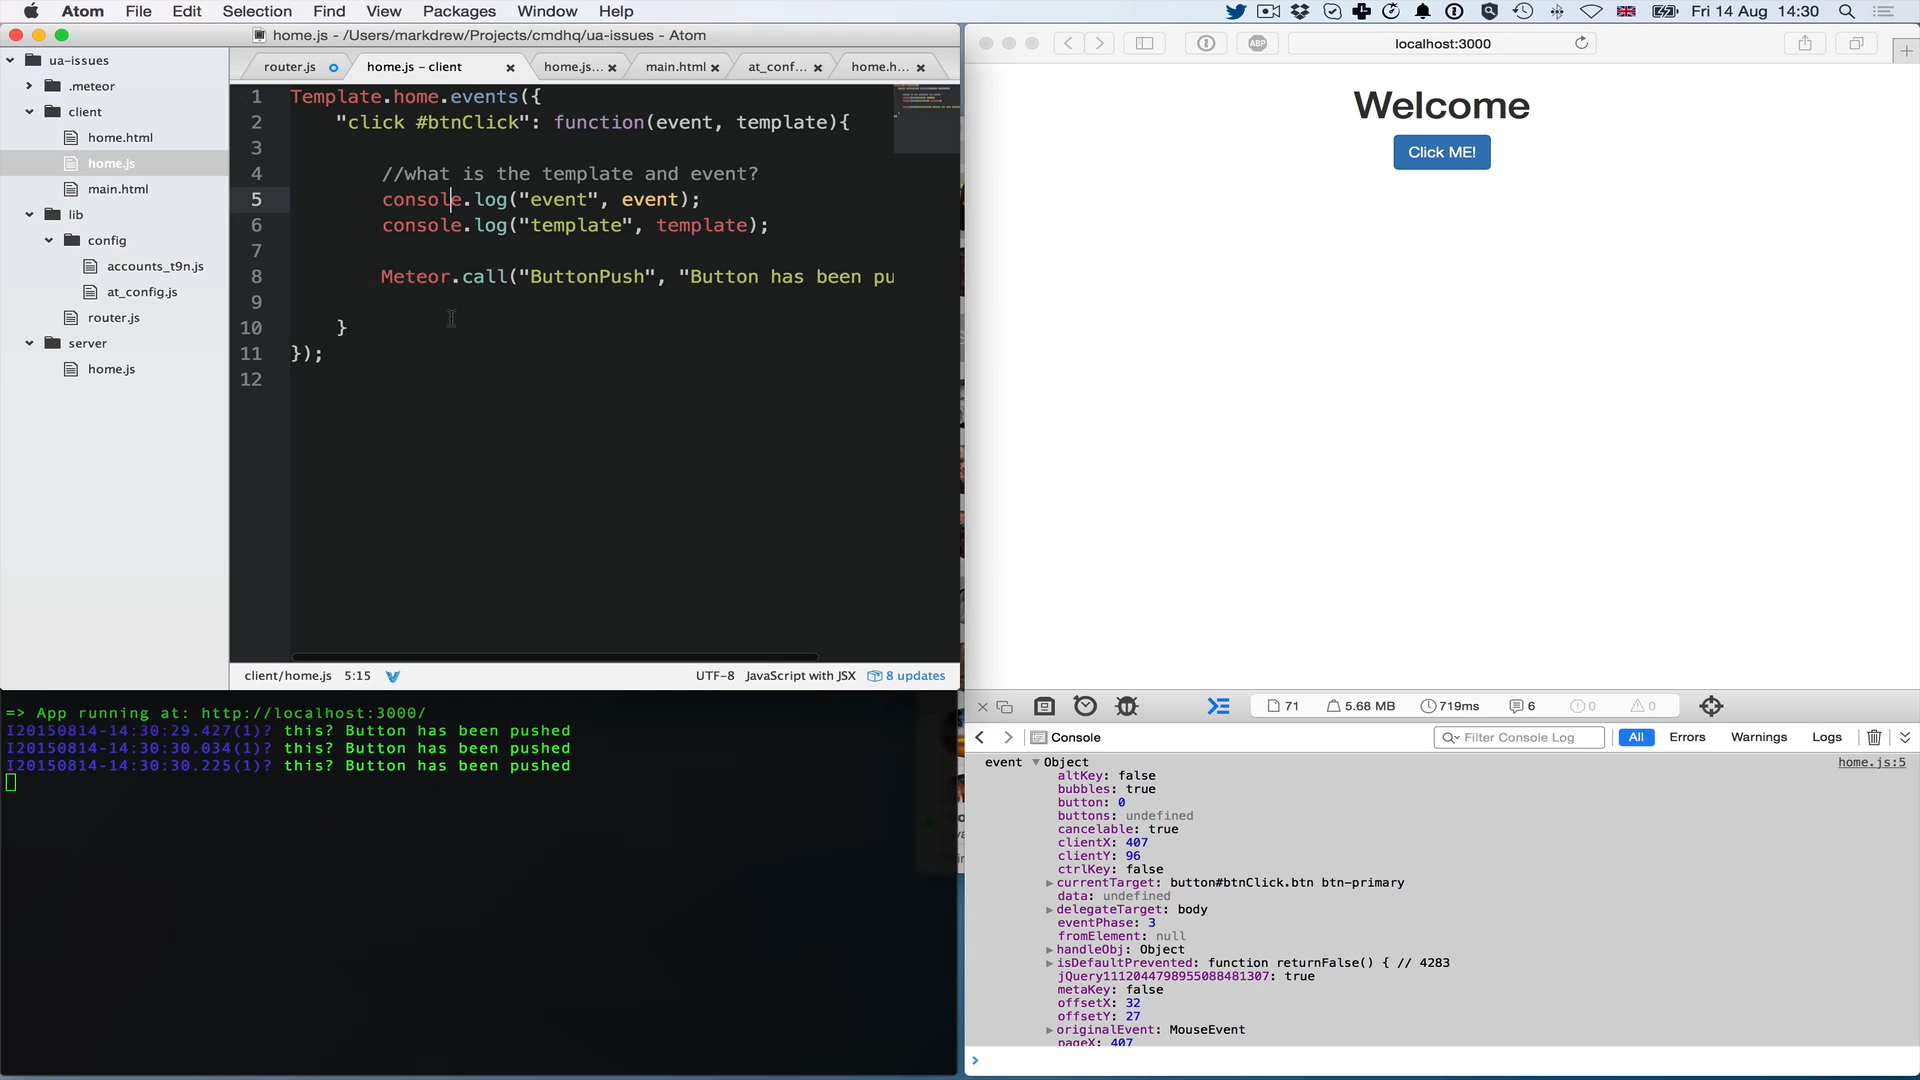 Atom File Edit Selection Find View Packages Window Help
Fri 14 Aug 14:30
home.js - /Users/markdrew/Projects/cmdhq/ua-issues - Atom
ua-issues
.meteor
client
home.html
home.js
main.html
lib
config
accounts_t9n.js
at_config.js
router.js
server
home.js
router.js
home.js – client
home.js...
main.html
at_conf...
home.h...
1 Template.home.events({
2 "click #btnClick": function(event, template){
3
4 //what is the template and event?
5 console.log("event", event);
6 console.log("template", template);
7
8 Meteor.call("ButtonPush", "Button has been pu
9
10 }
11 });
12
client/home.js 5:15
UTF-8 JavaScript with JSX 8 updates
=> App running at: http://localhost:3000/
I20150814-14:30:29.427(1)? this? Button has been pushed
I20150814-14:30:30.034(1)? this? Button has been pushed
I20150814-14:30:30.225(1)? this? Button has been pushed
ABP
localhost:3000
Welcome
Click ME!
71 5.68 MB 719ms 6 0 0
Console
Filter Console Log
All Errors Warnings Logs
event Object
home.js:5
altKey: false
bubbles: true
button: 0
buttons: undefined
cancelable: true
clientX: 407
clientY: 96
ctrlKey: false
currentTarget: button#btnClick.btn btn-primary
data: undefined
delegateTarget: body
eventPhase: 3
fromElement: null
handleObj: Object
isDefaultPrevented: function returnFalse() { // 4283
jQuery1112044798955088481307: true
metaKey: false
offsetX: 32
offsetY: 27
originalEvent: MouseEvent
pageX: 407